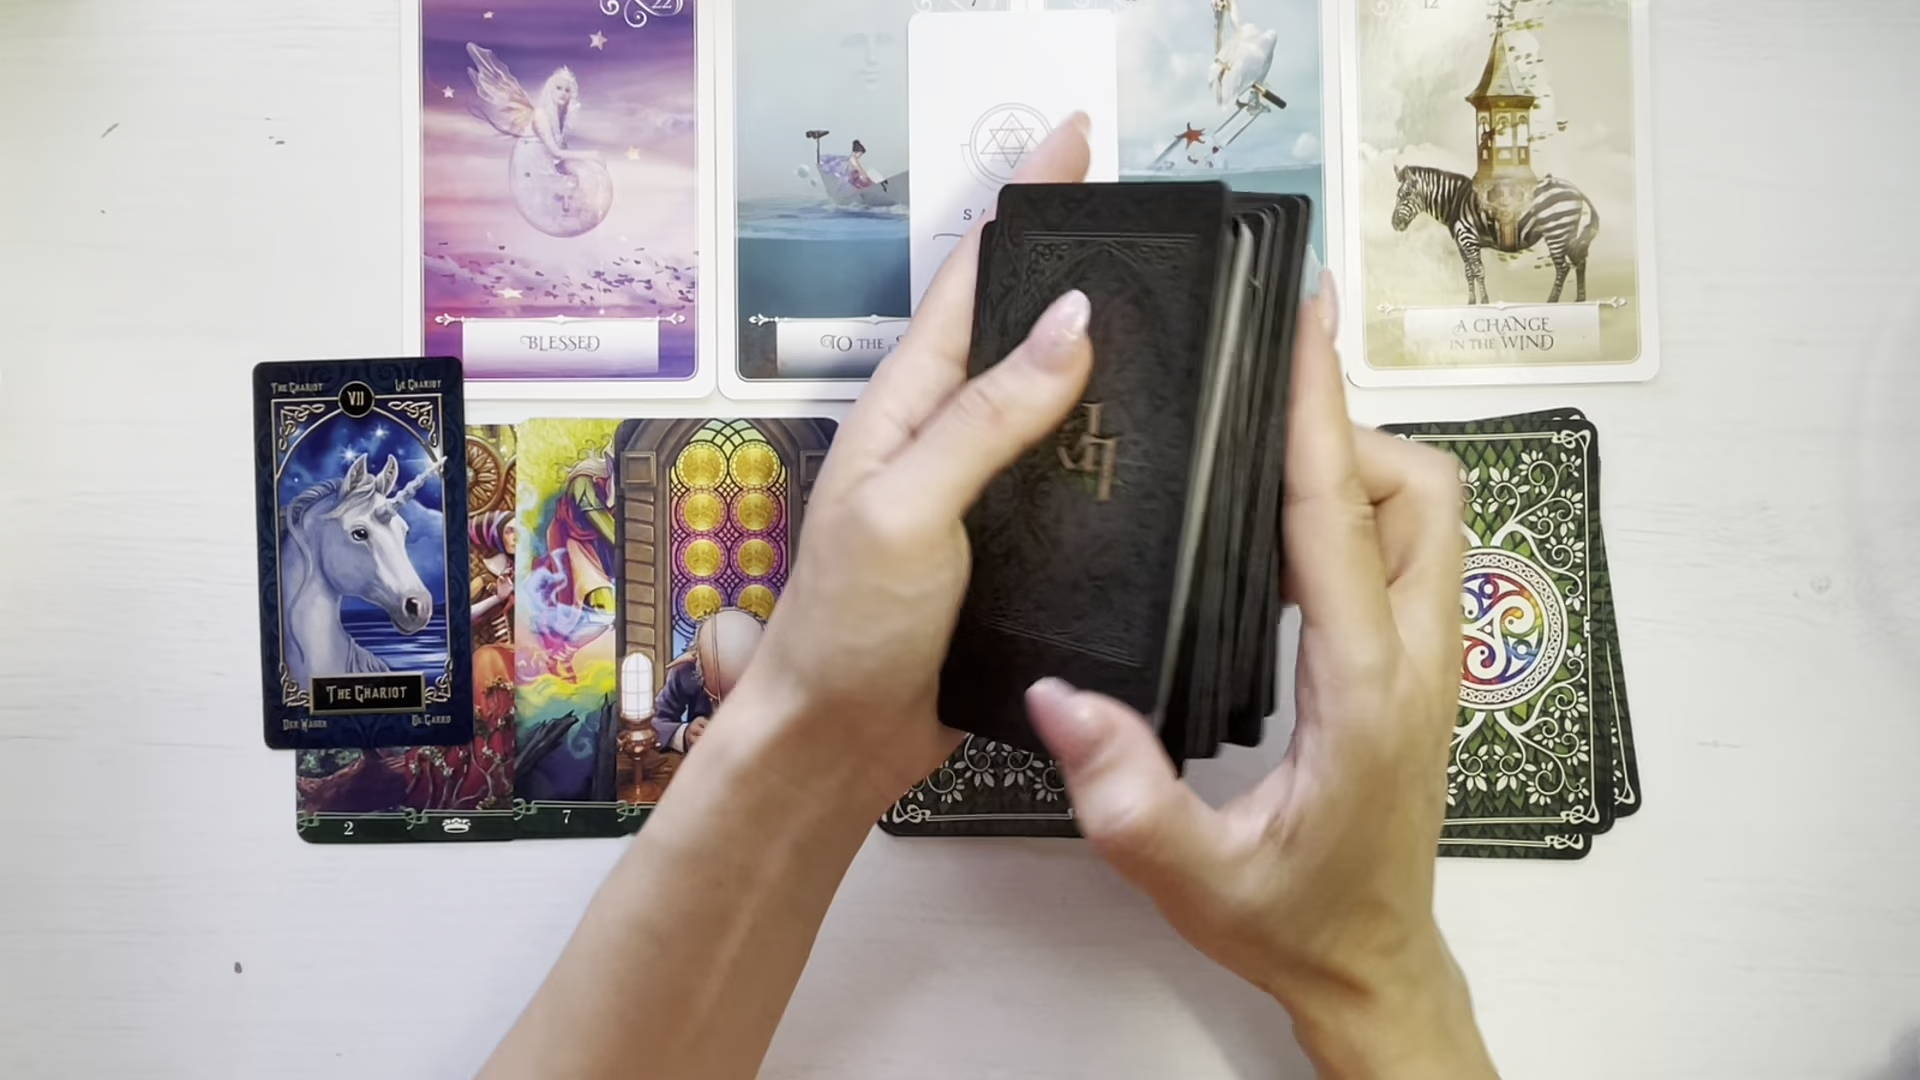 22
7
12
BLESSED
TO THE
A CHANGE
IN THE WIND
THE CHARIOT
LE CHARIOT
VII
THE CHARIOT
DER WAGEN
EL CARRO
2
7